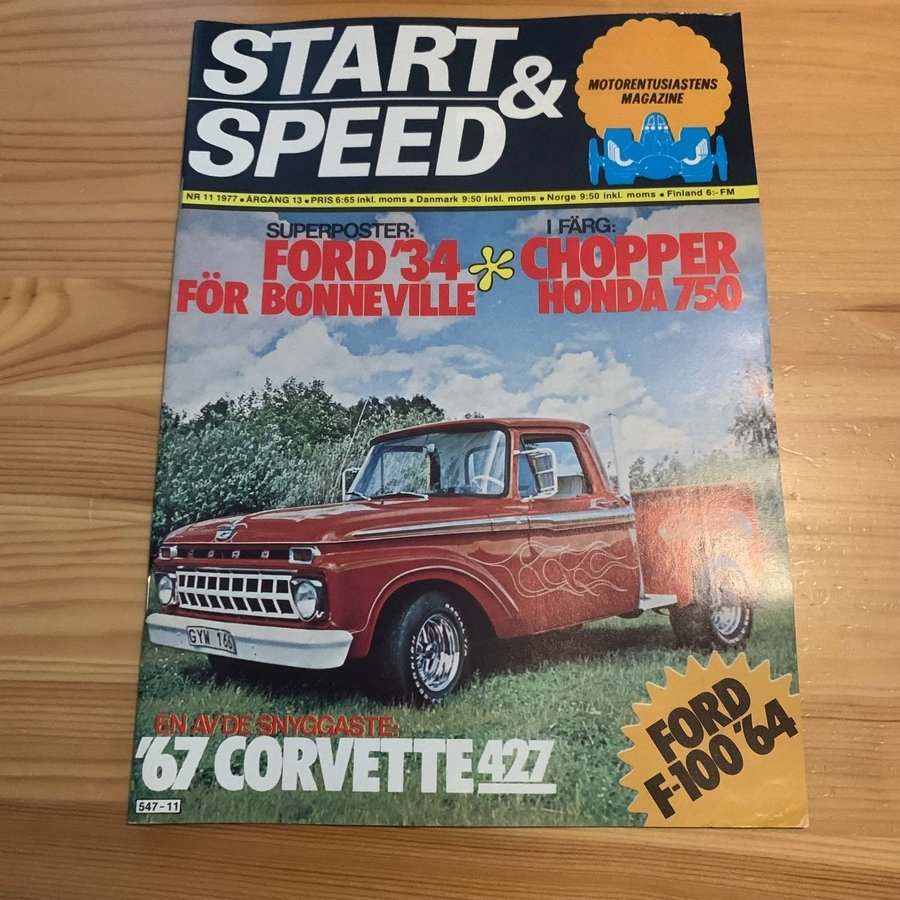 START &
SPEED
MOTORENTUSIASTENS
MAGAZINE
NR 11 1977 • ÅRGÅNG 13 • PRIS 6:65 inkl. moms • Danmark 9:50 inkl. moms • Norge 9:50 inkl. moms • Finland 6:- FM
SUPERPOSTER:
FORD '34
FÖR BONNEVILLE
I FÄRG:
CHOPPER
HONDA 750
FORD
GYW 166
EN AV DE SNYGGASTE:
'67 CORVETTE 427
547-11
FORD
F-100 '64